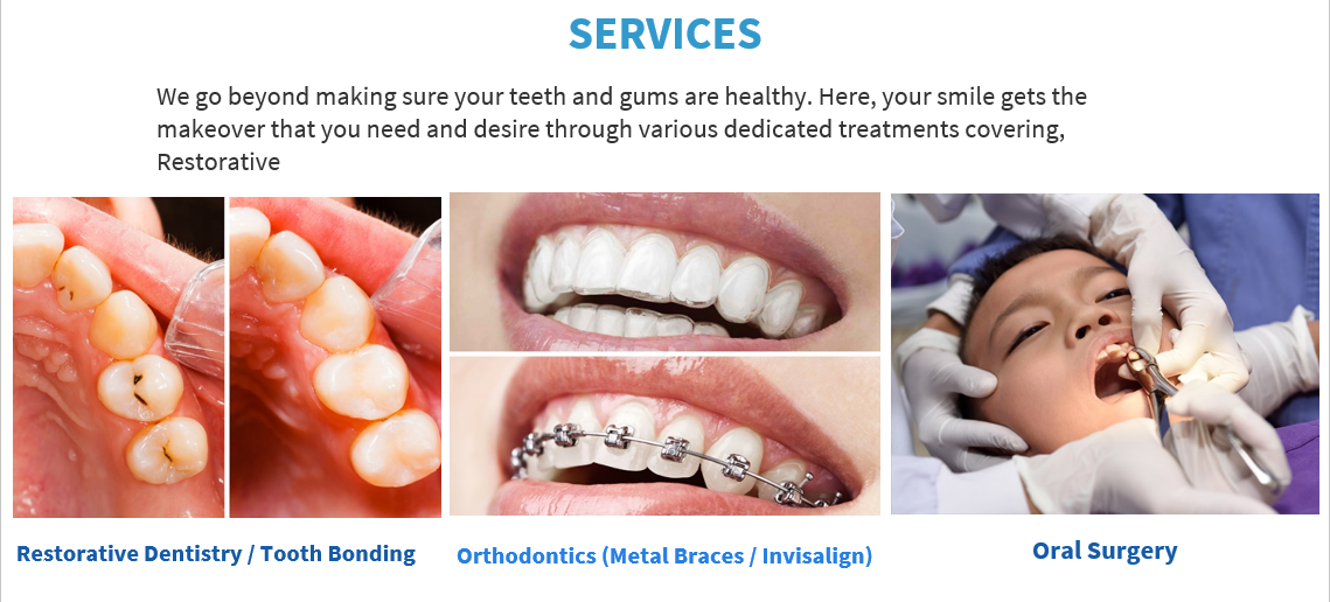 SERVICES
We go beyond making sure your teeth and gums are healthy. Here, your smile gets the
makeover that you need and desire through various dedicated treatments covering,
Restorative
Restorative Dentistry / Tooth Bonding
Orthodontics (Metal Braces / Invisalign)
Oral Surgery